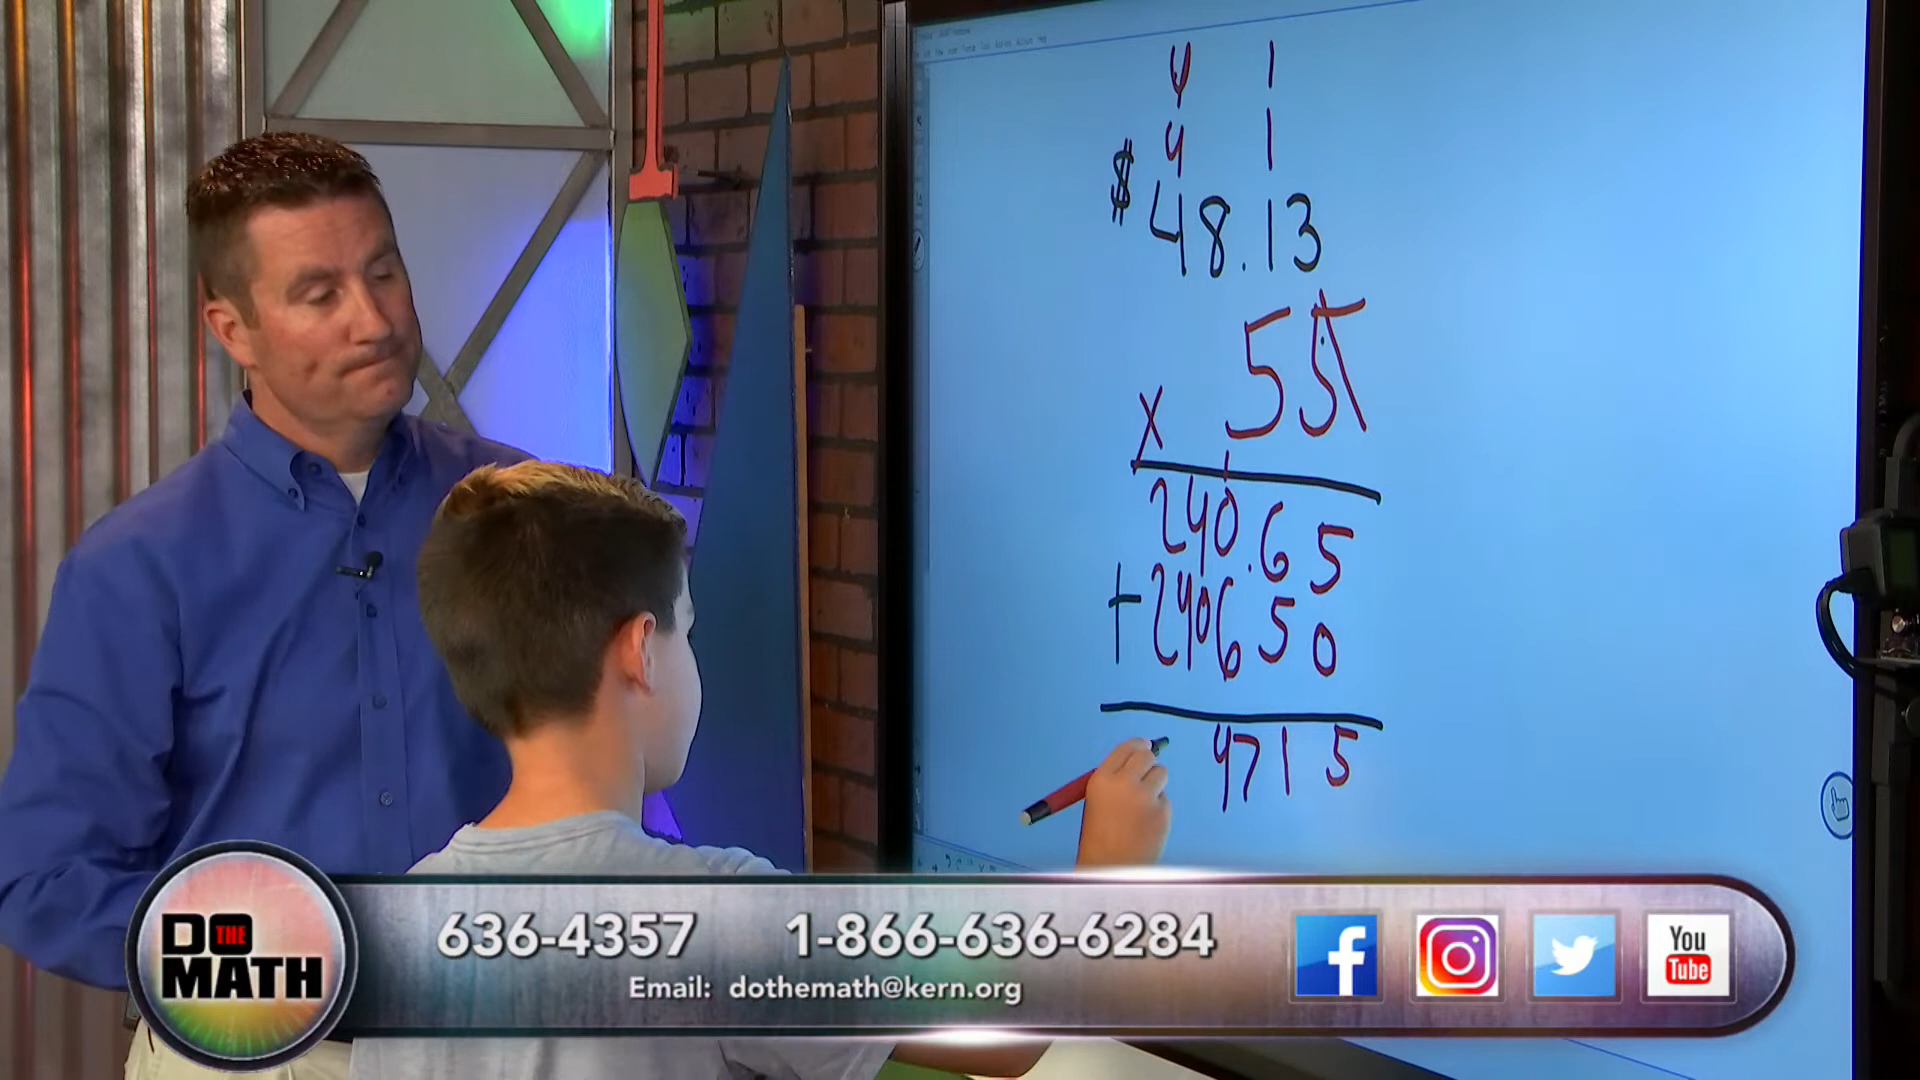 4 1
4 1
$ 48.13
x 55
1
240.65
+ 240650
4715
DO THE MATH
636-4357 1-866-636-6284
Email: dothemath@kern.org
You Tube